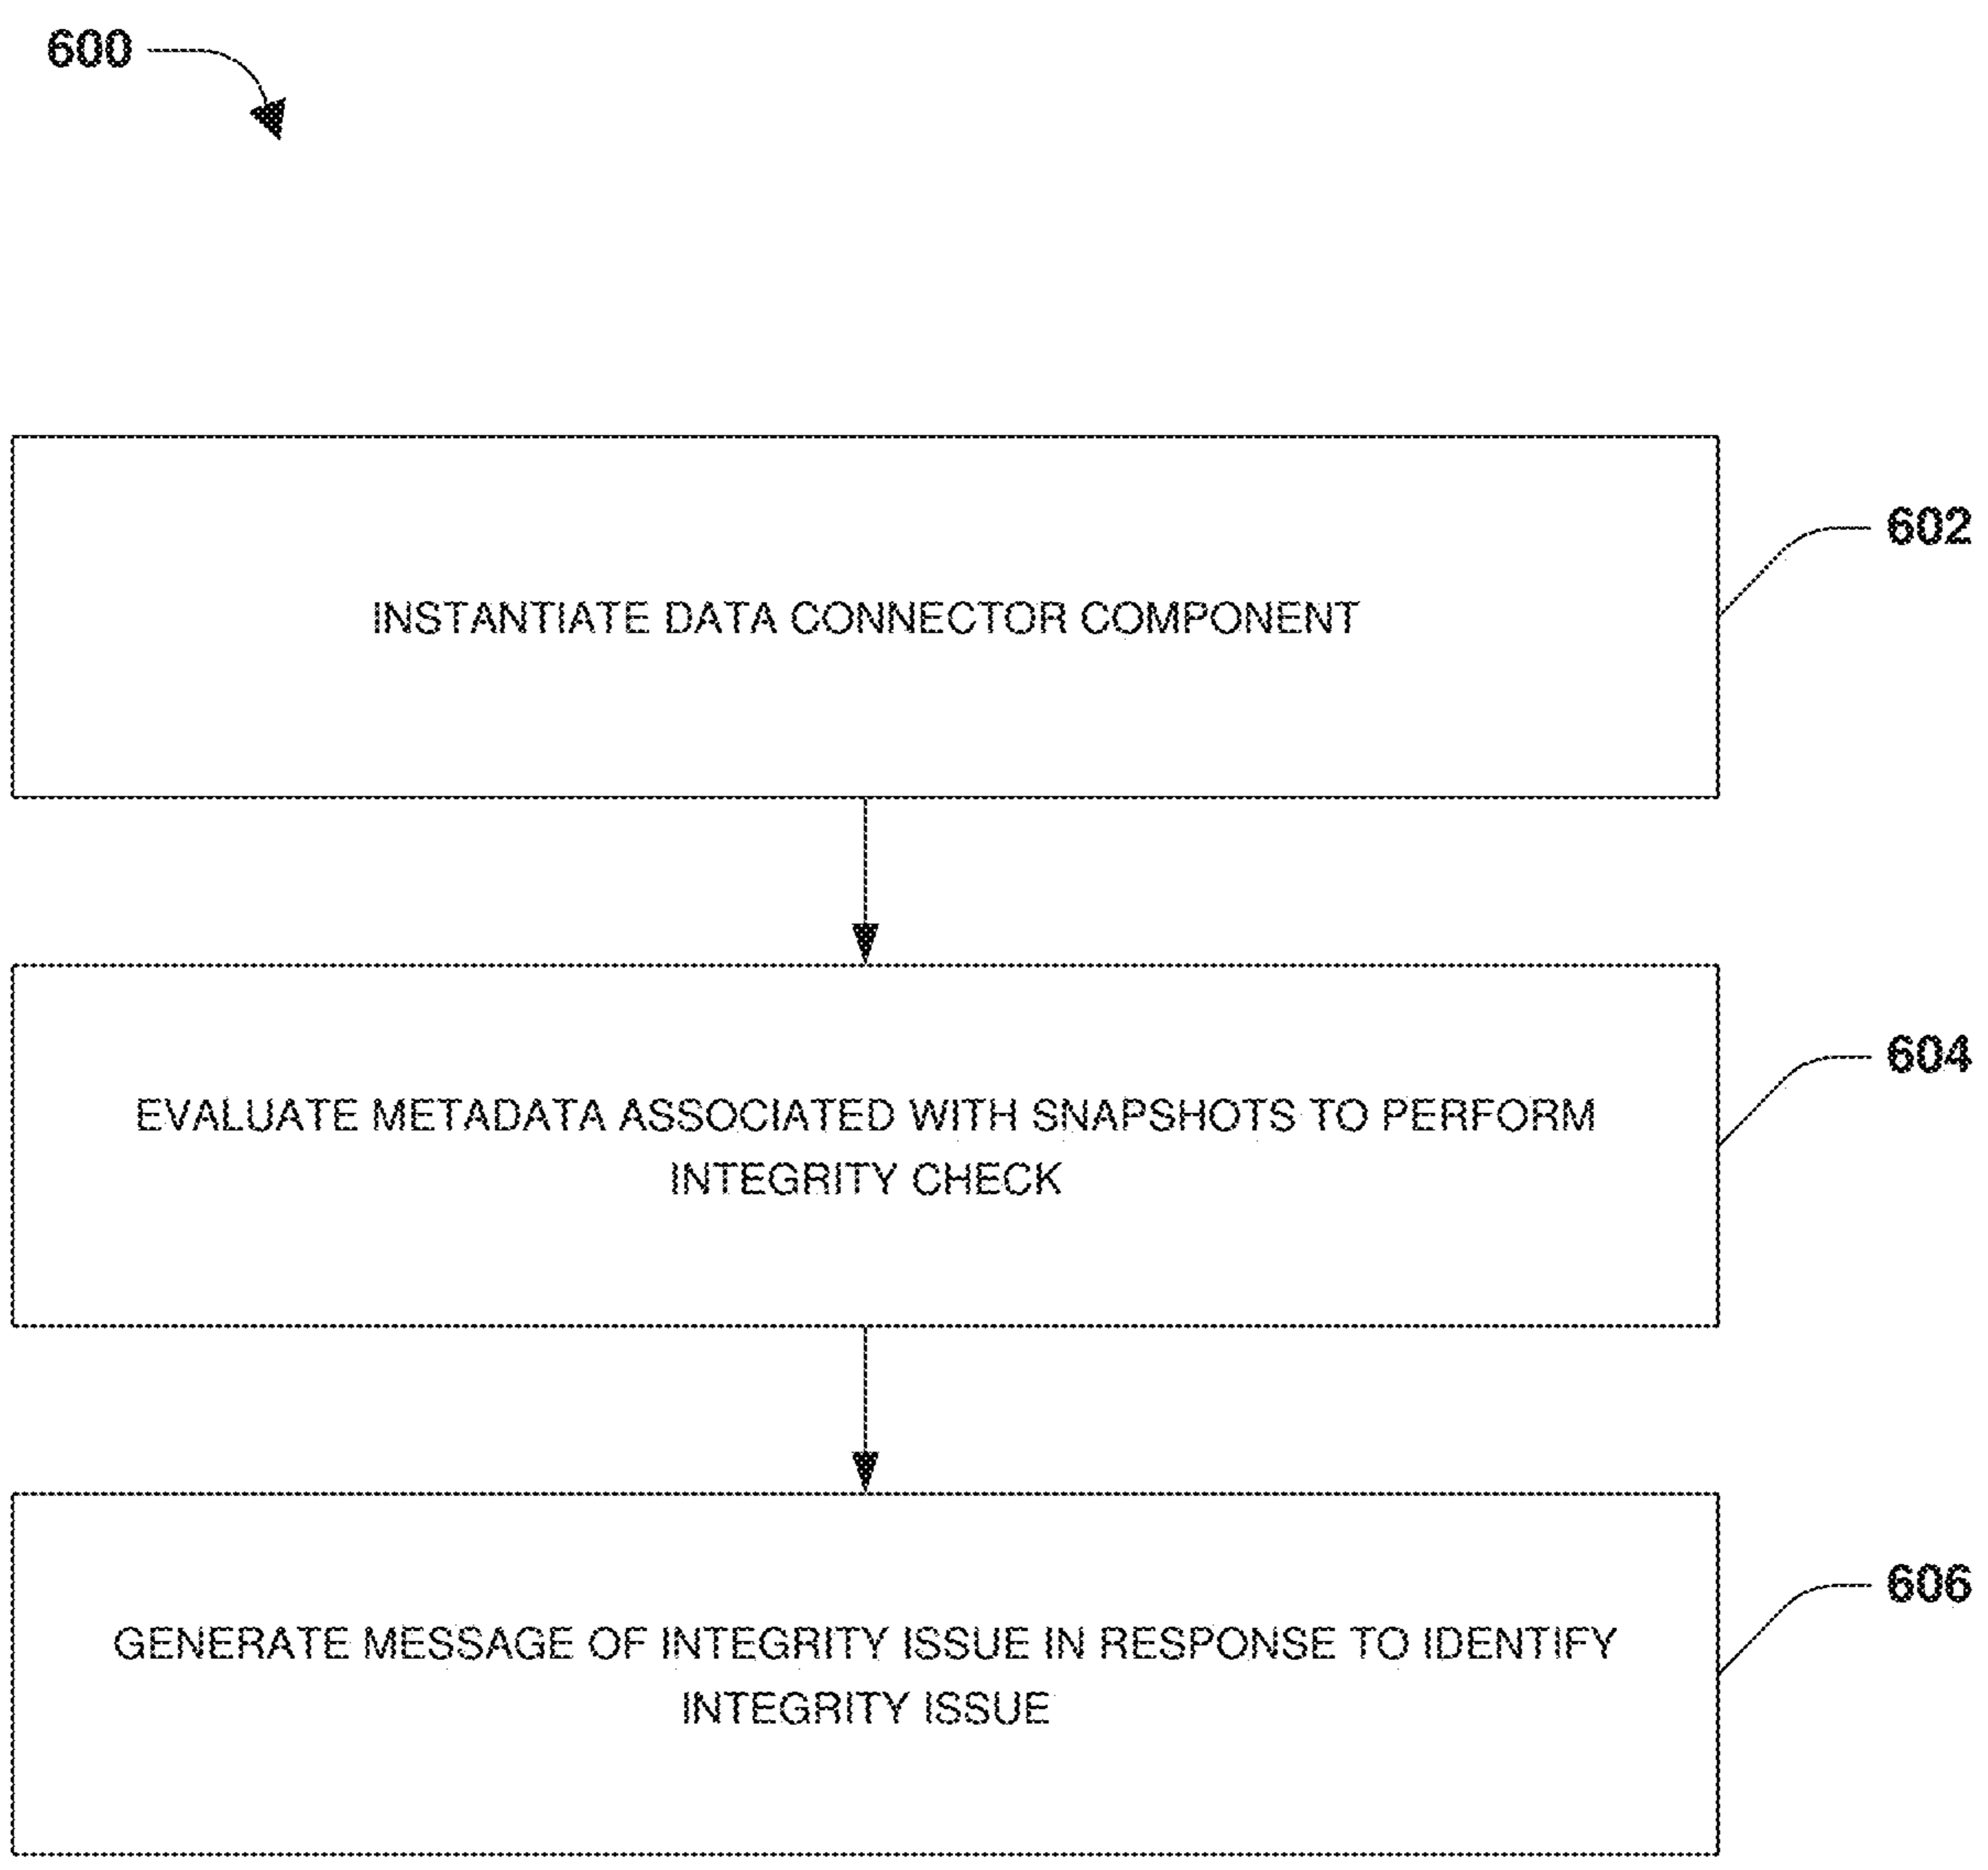 600
602
INSTANTIATE DATA CONNECTOR COMPONENT
604
EVALUATE METADATA ASSOCIATED WITH SNAPSHOTS TO PERFORM
INTEGRITY CHECK
606
GENERATE MESSAGE OF INTEGRITY ISSUE IN RESPONSE TO IDENTIFY
INTEGRITY ISSUE